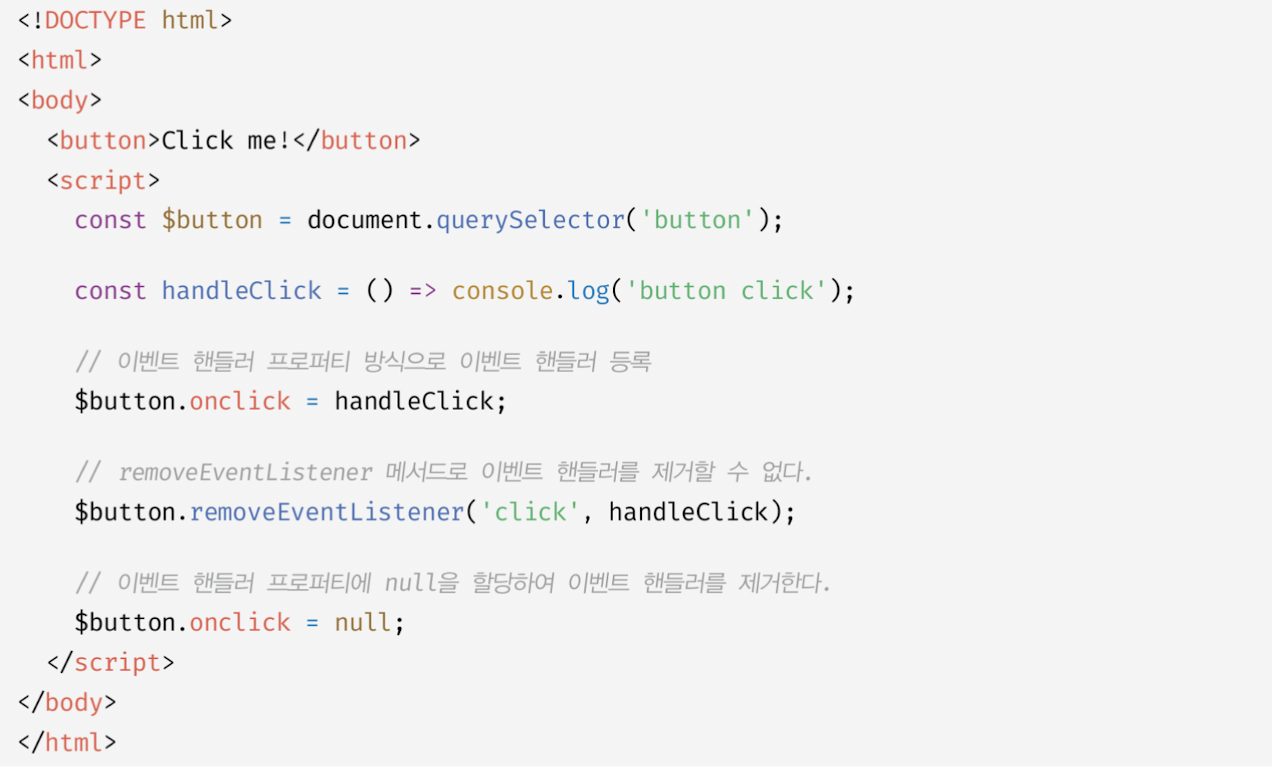 <!DOCTYPE html>
<html>
<body>
  <button>Click me!</button>
  <script>
    const $button = document.querySelector('button');

    const handleClick = () => console.log('button click');

    // 이벤트 핸들러 프로퍼티 방식으로 이벤트 핸들러 등록
    $button.onclick = handleClick;

    // removeEventListener 메서드로 이벤트 핸들러를 제거할 수 없다.
    $button.removeEventListener('click', handleClick);

    // 이벤트 핸들러 프로퍼티에 null을 할당하여 이벤트 핸들러를 제거한다.
    $button.onclick = null;
  </script>
</body>
</html>